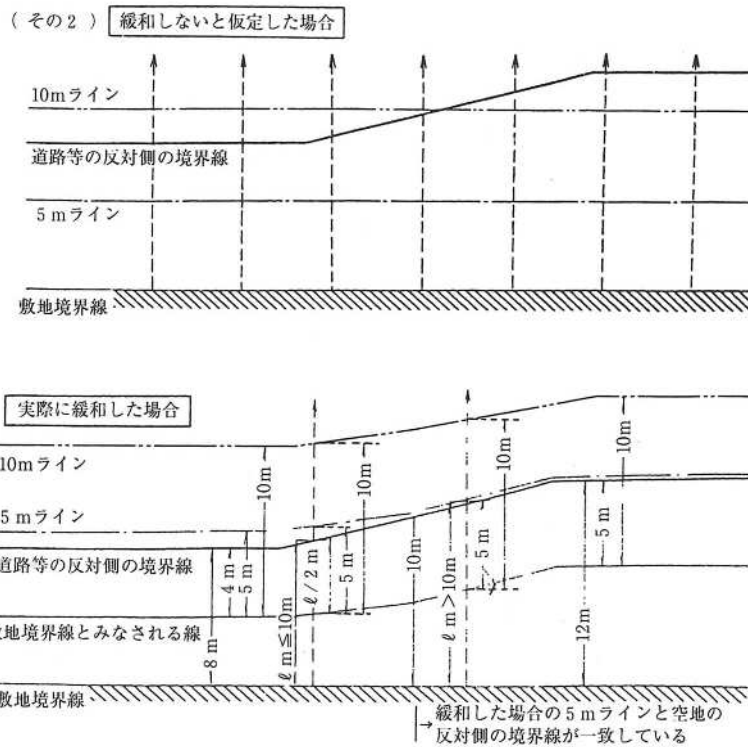 （その2） 緩和しないと仮定した場合
10mライン
道路等の反対側の境界線
5mライン
敷地境界線
実際に緩和した場合
10mライン
5mライン
道路等の反対側の境界線
地境界線とみなされる線
敷地境界線
8m
4m
5m
10m
ℓm≦10m
ℓ/2m
5m
10m
10m
ℓm>10m
5m
10m
12m
5m
10m
緩和した場合の5mラインと空地の
反対側の境界線が一致している